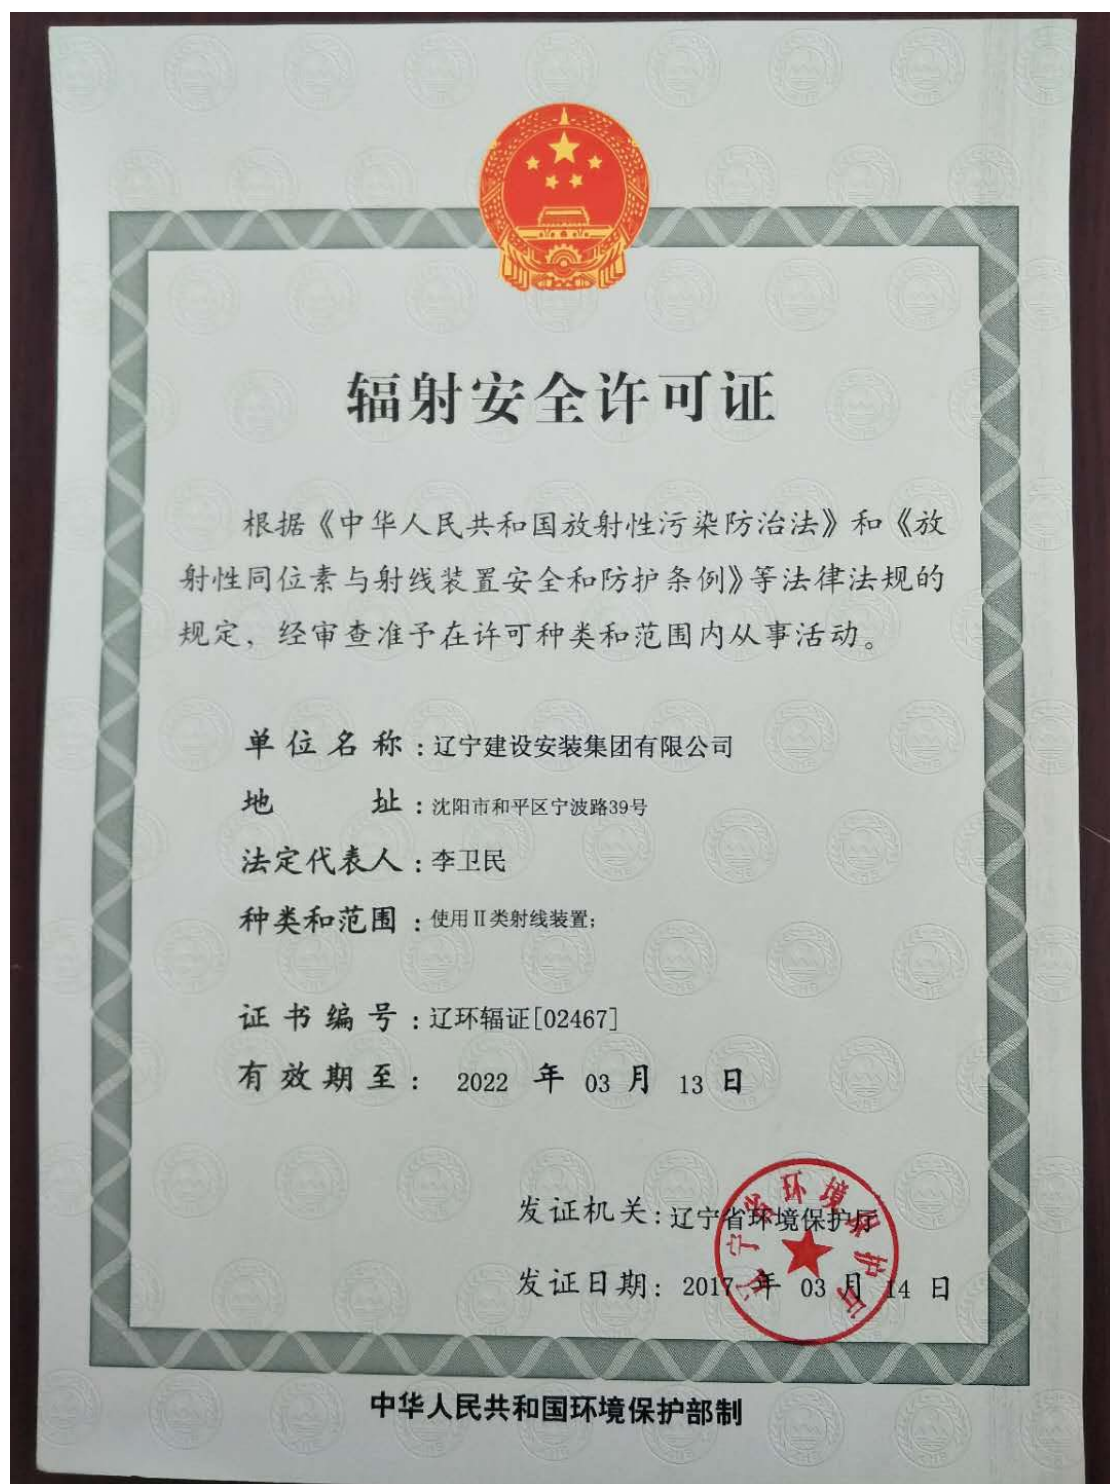 辐射安全许可证
根据《中华人民共和国放射性污染防治法》和《放
射性同位素与射线装置安全和防护条例》等法律法规的
规定，经审查准予在许可种类和范围内从事活动。
单位名称：辽宁建设安装集团有限公司
地址：沈阳市和平区宁波路39号
法定代表人：李卫民
种类和范围：使用Ⅱ类射线装置;
证书编号：辽环辐证[02467]
有效期至： 2022 年 03 月 13 日
发证机关：辽宁省环境保护厅
发证日期： 2017 年 03 月 14 日
辽宁省环境保护厅
中华人民共和国环境保护部制